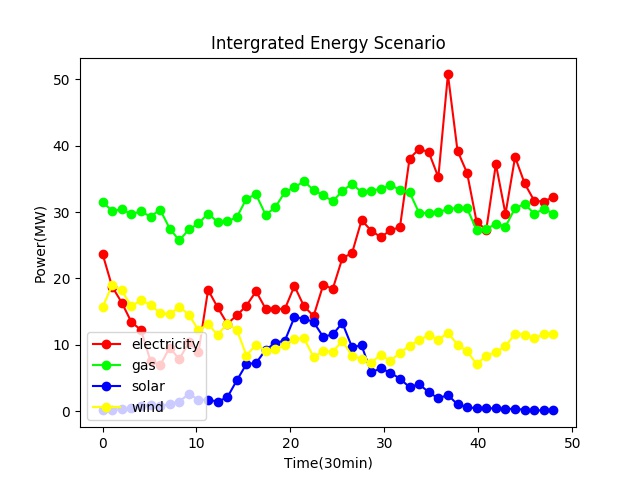 Intergrated Energy Scenario
Power(MW)
50
40
30
20
10
0
electricity
gas
solar
wind
0 10 20 30 40 50
Time(30min)